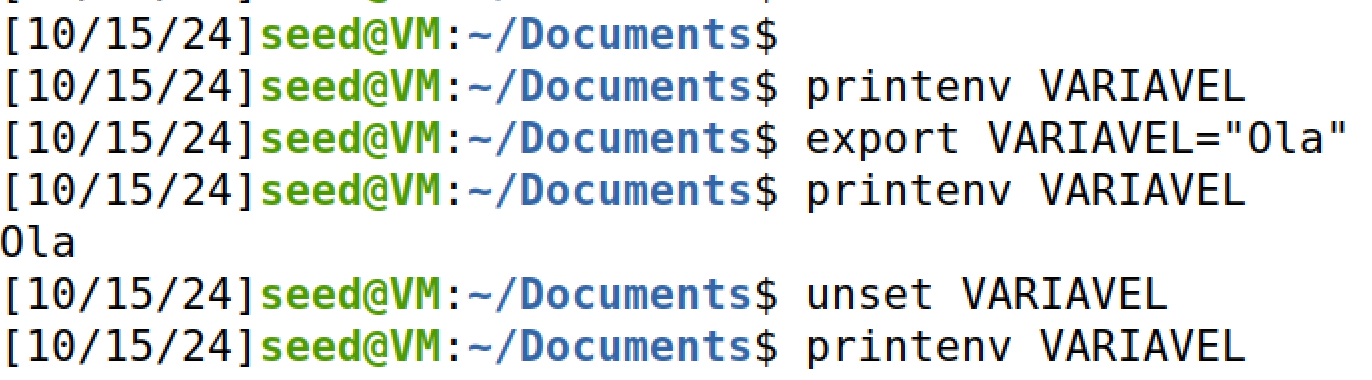 [10/15/24]seed@VM:~/Documents$
[10/15/24]seed@VM:~/Documents$ printenv VARIAVEL
[10/15/24]seed@VM:~/Documents$ export VARIAVEL="Ola"
[10/15/24]seed@VM:~/Documents$ printenv VARIAVEL
Ola
[10/15/24]seed@VM:~/Documents$ unset VARIAVEL
[10/15/24]seed@VM:~/Documents$ printenv VARIAVEL